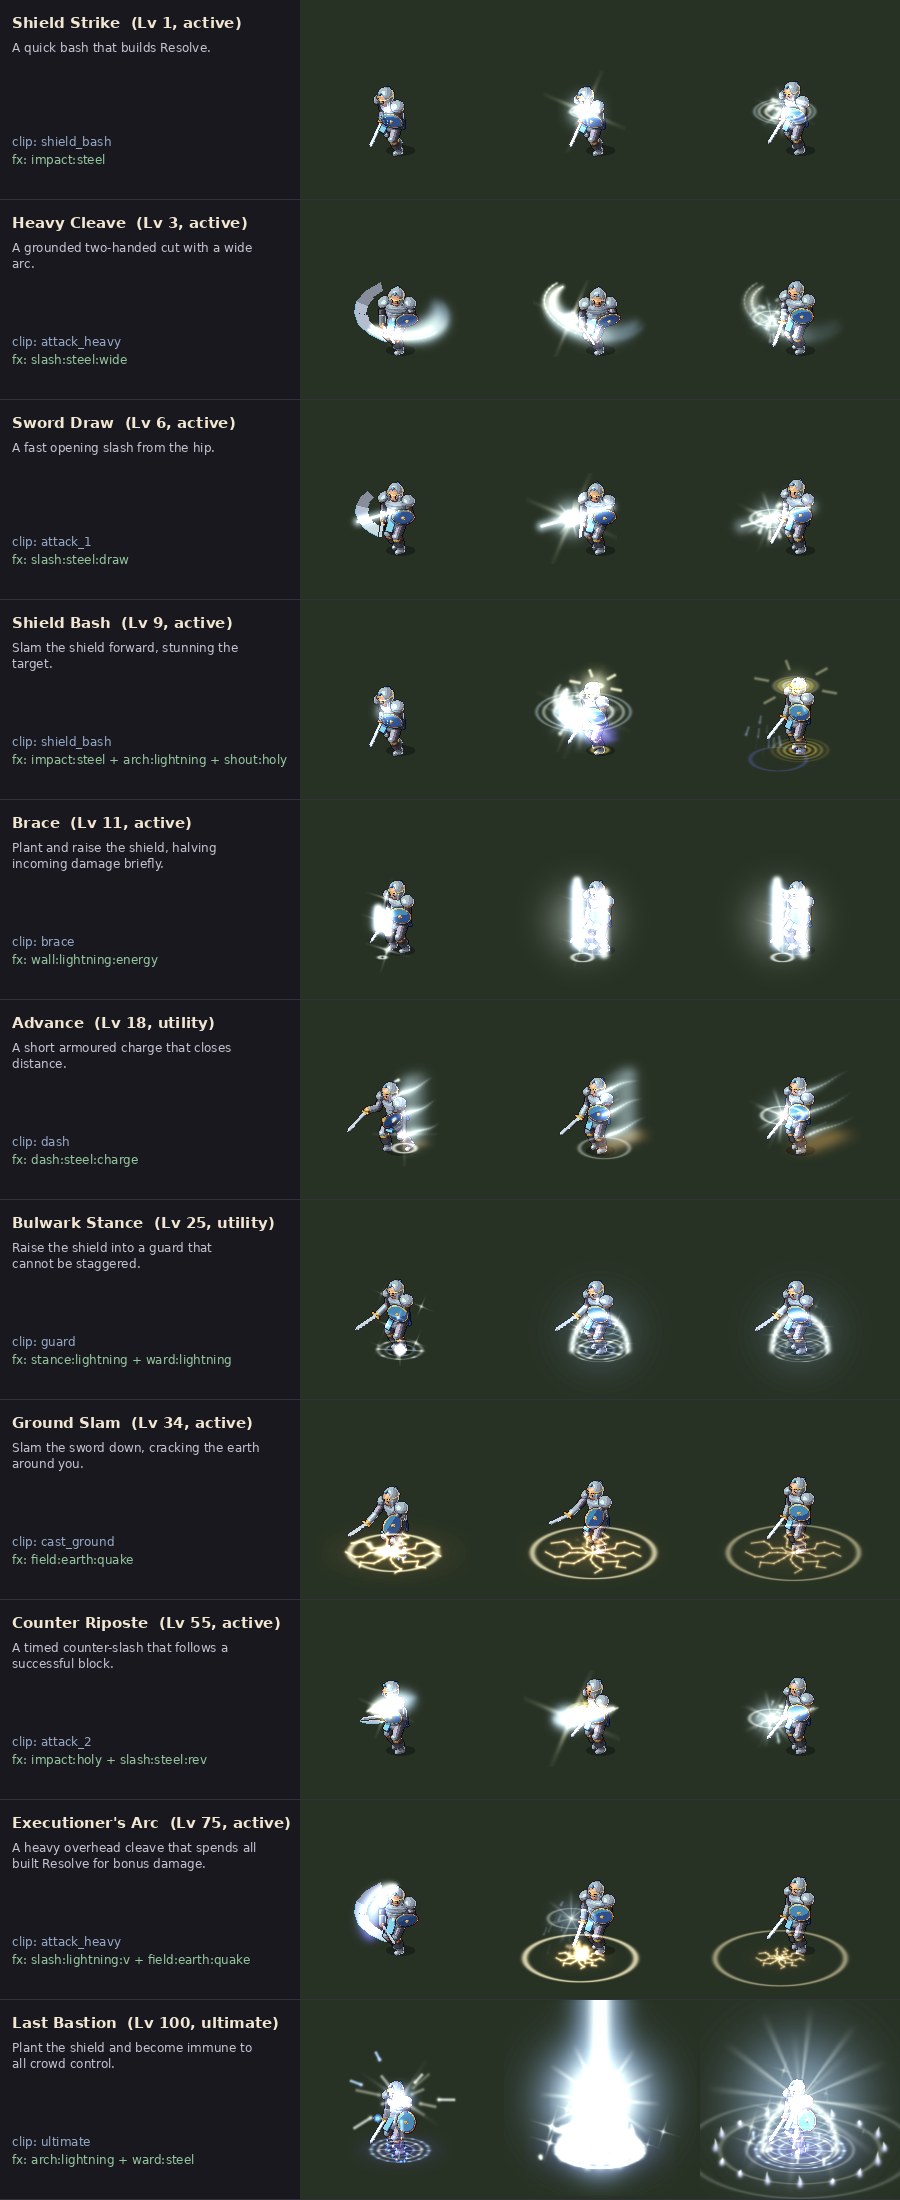 Shield Strike  (Lv 1, active)
A quick bash that builds Resolve.
clip: shield_bash
fx: impact:steel
Heavy Cleave  (Lv 3, active)
A grounded two-handed cut with a wide
arc.
clip: attack_heavy
fx: slash:steel:wide
Sword Draw  (Lv 6, active)
A fast opening slash from the hip.
clip: attack_1
fx: slash:steel:draw
Shield Bash  (Lv 9, active)
Slam the shield forward, stunning the
target.
clip: shield_bash
fx: impact:steel + arch:lightning + shout:holy
Brace  (Lv 11, active)
Plant and raise the shield, halving
incoming damage briefly.
clip: brace
fx: wall:lightning:energy
Advance  (Lv 18, utility)
A short armoured charge that closes
distance.
clip: dash
fx: dash:steel:charge
Bulwark Stance  (Lv 25, utility)
Raise the shield into a guard that
cannot be staggered.
clip: guard
fx: stance:lightning + ward:lightning
Ground Slam  (Lv 34, active)
Slam the sword down, cracking the earth
around you.
clip: cast_ground
fx: field:earth:quake
Counter Riposte  (Lv 55, active)
A timed counter-slash that follows a
successful block.
clip: attack_2
fx: impact:holy + slash:steel:rev
Executioner's Arc  (Lv 75, active)
A heavy overhead cleave that spends all
built Resolve for bonus damage.
clip: attack_heavy
fx: slash:lightning:v + field:earth:quake
Last Bastion  (Lv 100, ultimate)
Plant the shield and become immune to
all crowd control.
clip: ultimate
fx: arch:lightning + ward:steel